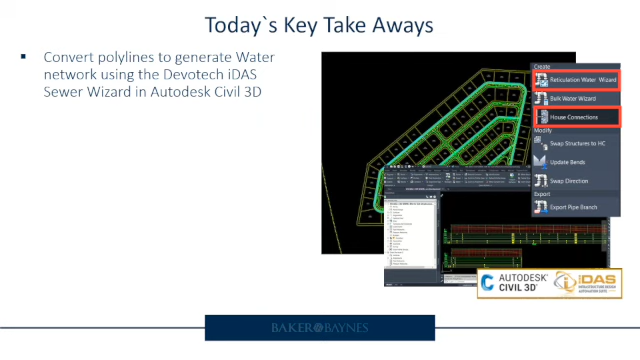 Today`s Key Take Aways
▪ Convert polylines to generate Water
network using the Devotech iDAS
Sewer Wizard in Autodesk Civil 3D
Create
Reticulation Water Wizard
Bulk Water Wizard
House Connections
Modify
Swap Structures to HC
Update Bends
Swap Direction
Export
Export Pipe Branch
AUTODESK
CIVIL 3D
iDAS
BAKER BAYNES